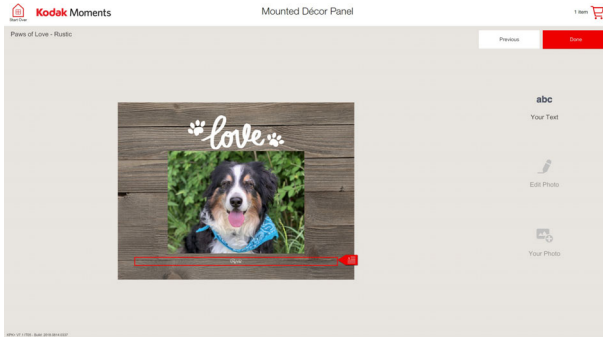 Kodak Moments
Mounted Décor Panel
1 item
Start Over
Paws of Love - Rustic
Previous
Done
abc
Your Text
love
Edit Photo
Your Photo